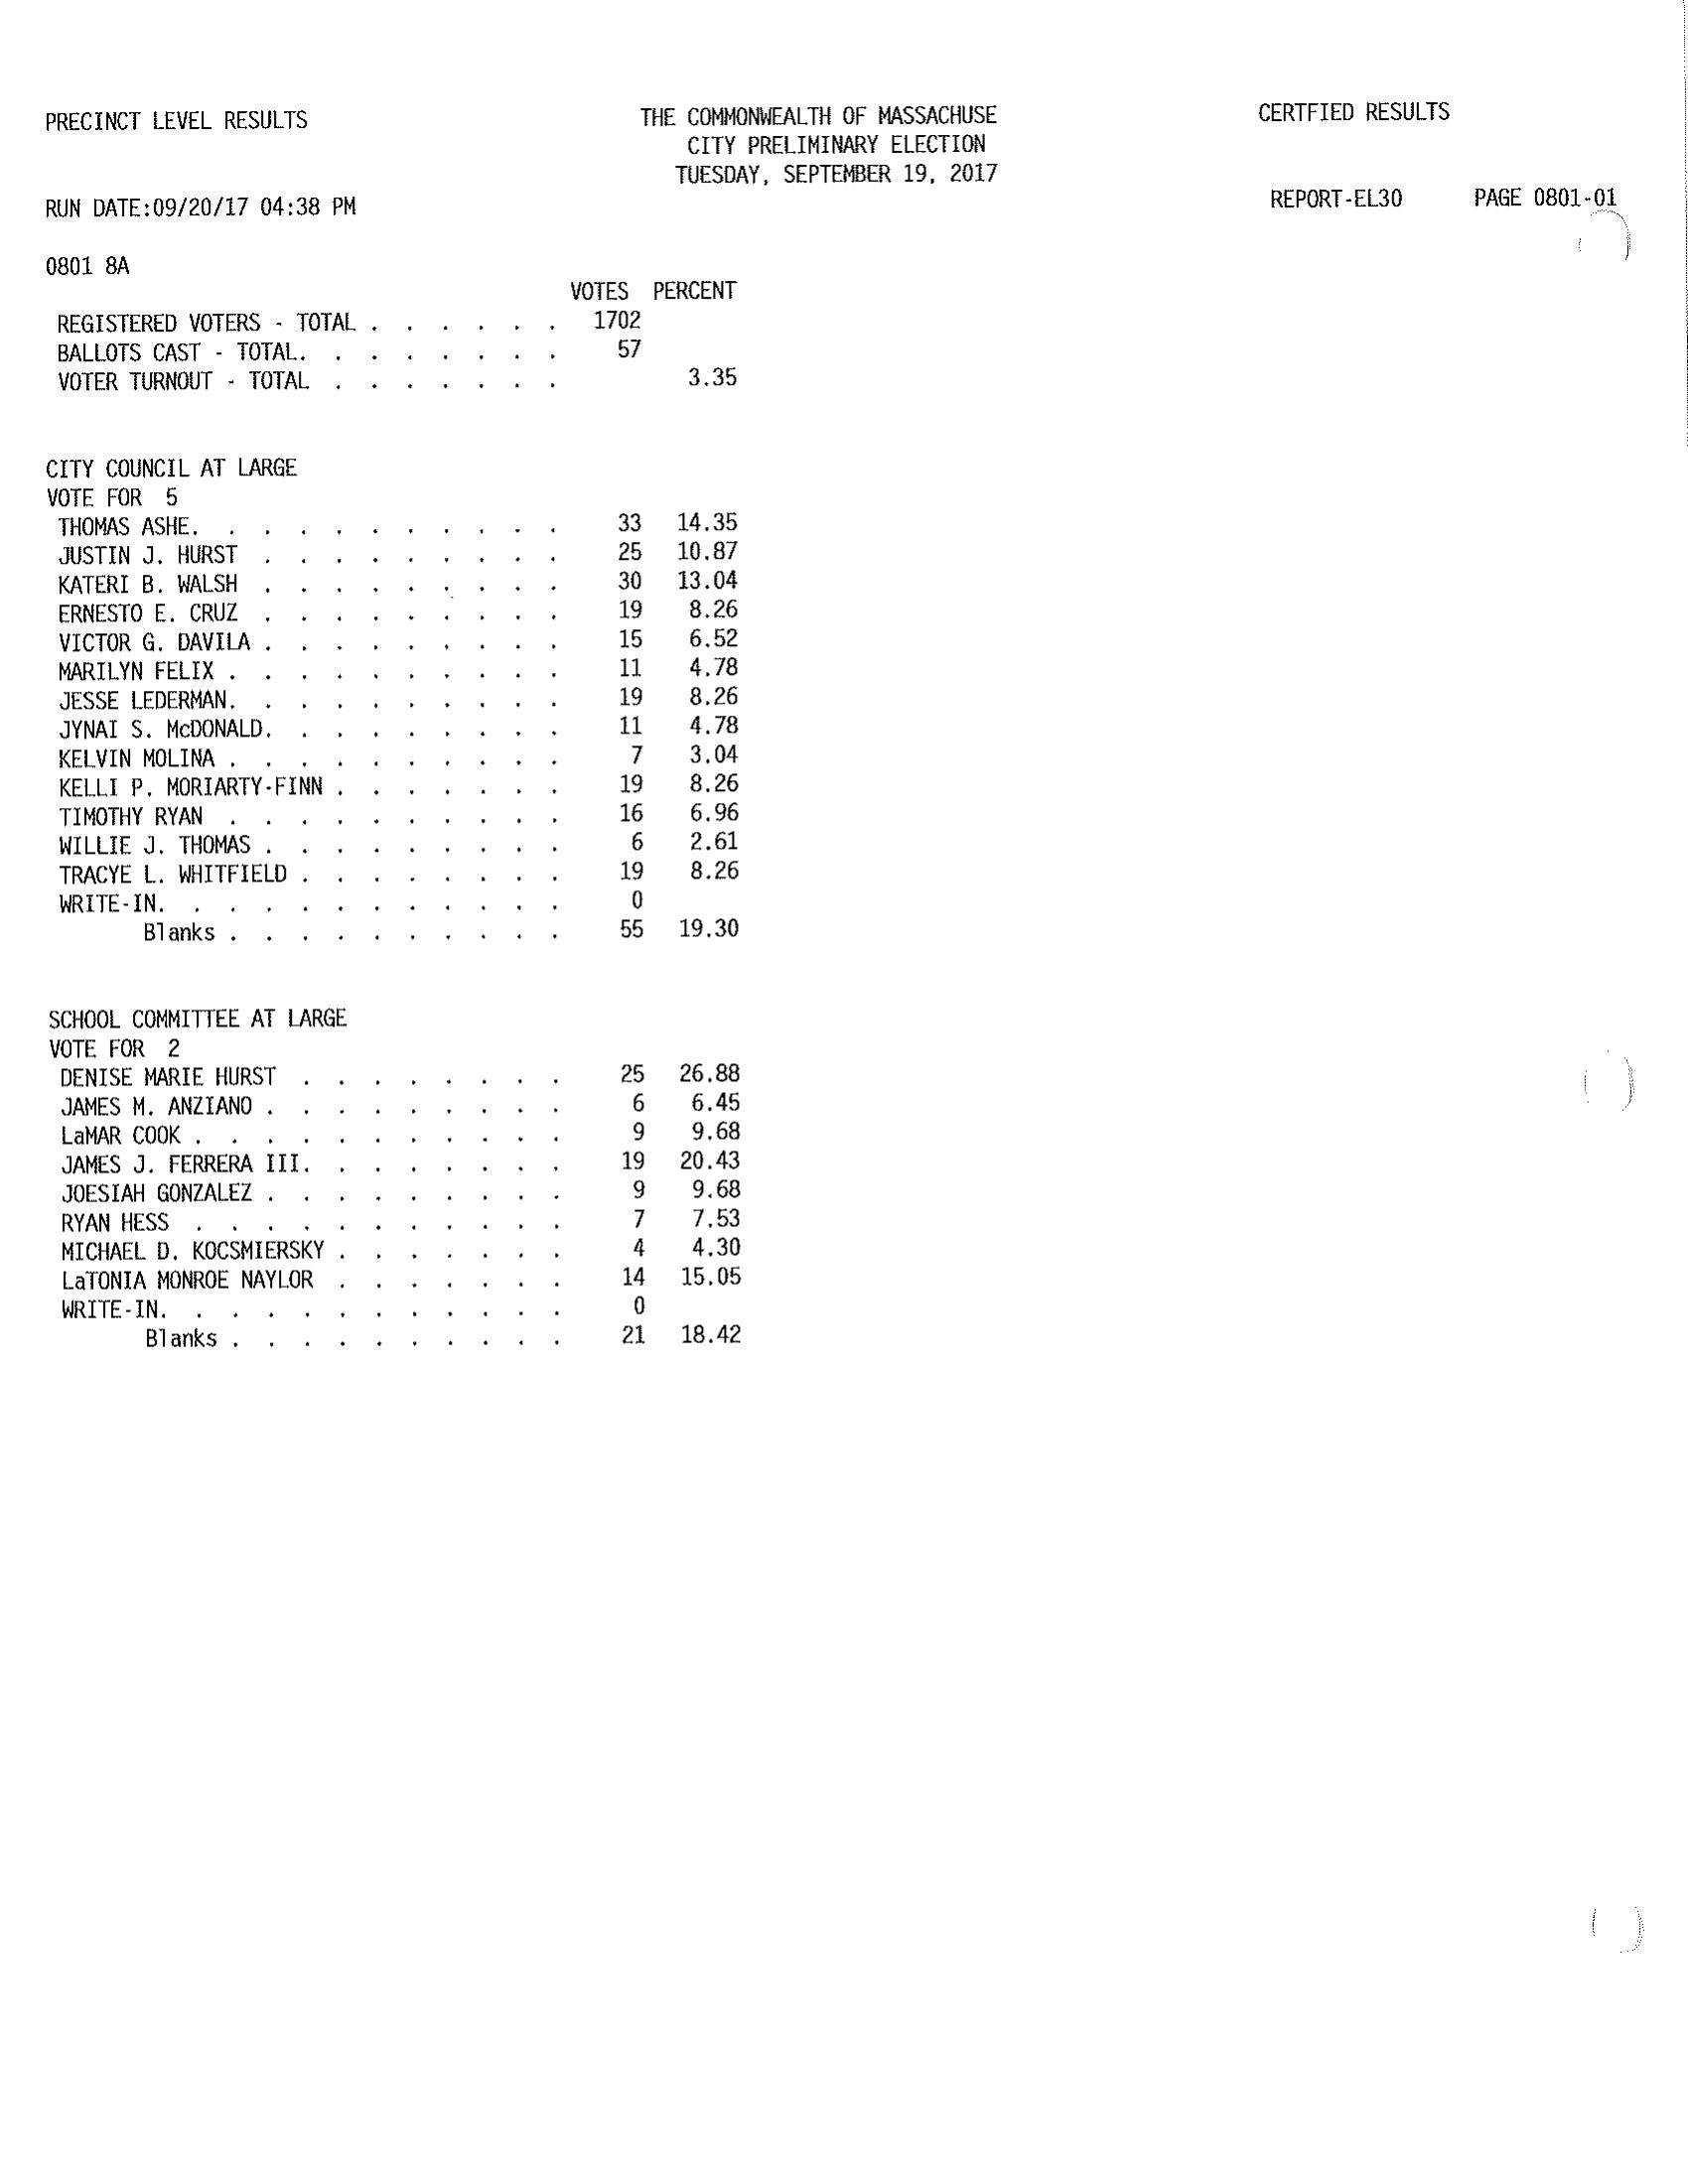 PRECINCT LEVEL RESULTS THE COMMONWEALTH OF MASSACHUSE CERTFIED RESULTS
CITY PRELIMINARY ELECTION
TUESDAY, SEPTEMBER 19, 2017
RUN DATE:09/20/17 04:38 PM REPORT-EL30 PAGE 0801-01
0801 8A
VOTES PERCENT
REGISTERED VOTERS - TOTAL . . . . . . 1702
BALLOTS CAST - TOTAL. . . . . . . . 57
VOTER TURNOUT - TOTAL . . . . . . . 3.35
CITY COUNCIL AT LARGE
VOTE FOR 5
THOMAS ASHE. . . . . . . . . . . 33 14.35
JUSTIN J. HURST . . . . . . . . . 25 10.87
KATERI B. WALSH . . . . . . . . . 30 13.04
ERNESTO E. CRUZ . . . . . . . . . 19 8.26
VICTOR G. DAVILA . . . . . . . . . 15 6.52
MARILYN FELIX . . . . . . . . . . 11 4.78
JESSE LEDERMAN. . . . . . . . . . 19 8.26
JYNAI S. McDONALD. . . . . . . . . 11 4.78
KELVIN MOLINA . . . . . . . . . . 7 3.04
KELLI P. MORIARTY-FINN . . . . . . . 19 8.26
TIMOTHY RYAN . . . . . . . . . . 16 6.96
WILLIE J. THOMAS . . . . . . . . . 6 2.61
TRACYE L. WHITFIELD . . . . . . . . 19 8.26
WRITE-IN. . . . . . . . . . . . 0
Blanks . . . . . . . . . . 55 19.30
SCHOOL COMMITTEE AT LARGE
VOTE FOR 2
DENISE MARIE HURST . . . . . . . . 25 26.88
JAMES M. ANZIANO . . . . . . . . . 6 6.45
LaMAR COOK . . . . . . . . . . . 9 9.68
JAMES J. FERRERA III. . . . . . . . 19 20.43
JOESIAH GONZALEZ . . . . . . . . . 9 9.68
RYAN HESS . . . . . . . . . . . 7 7.53
MICHAEL D. KOCSMIERSKY . . . . . . . 4 4.30
LaTONIA MONROE NAYLOR . . . . . . . 14 15.05
WRITE-IN. . . . . . . . . . . . 0
Blanks . . . . . . . . . . 21 18.42